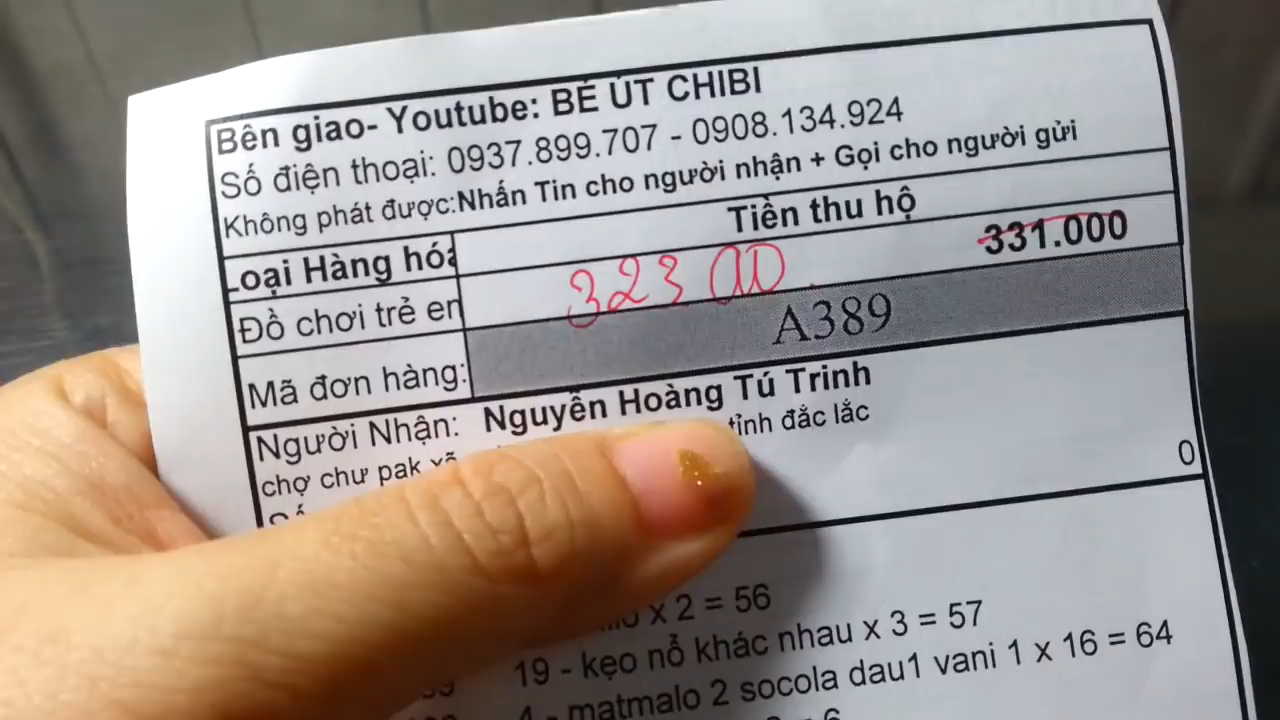 Bên giao- Youtube: BÉ ÚT CHIBI
Số điện thoại: 0937.899.707 - 0908.134.924
Không phát được:Nhấn Tin cho người nhận + Gọi cho người gửi
Loại Hàng hóa
Tiền thu hộ
Đồ chơi trẻ em
323
331.000
Mã đơn hàng:
A389
Người Nhận: Nguyễn Hoàng Tú Trinh
chợ chư pak xã tỉnh đắc lắc
0
x 2 = 56
19 - kẹo nỗ khác nhau x 3 = 57
4 - matmalo 2 socola dau1 vani 1 x 16 = 64